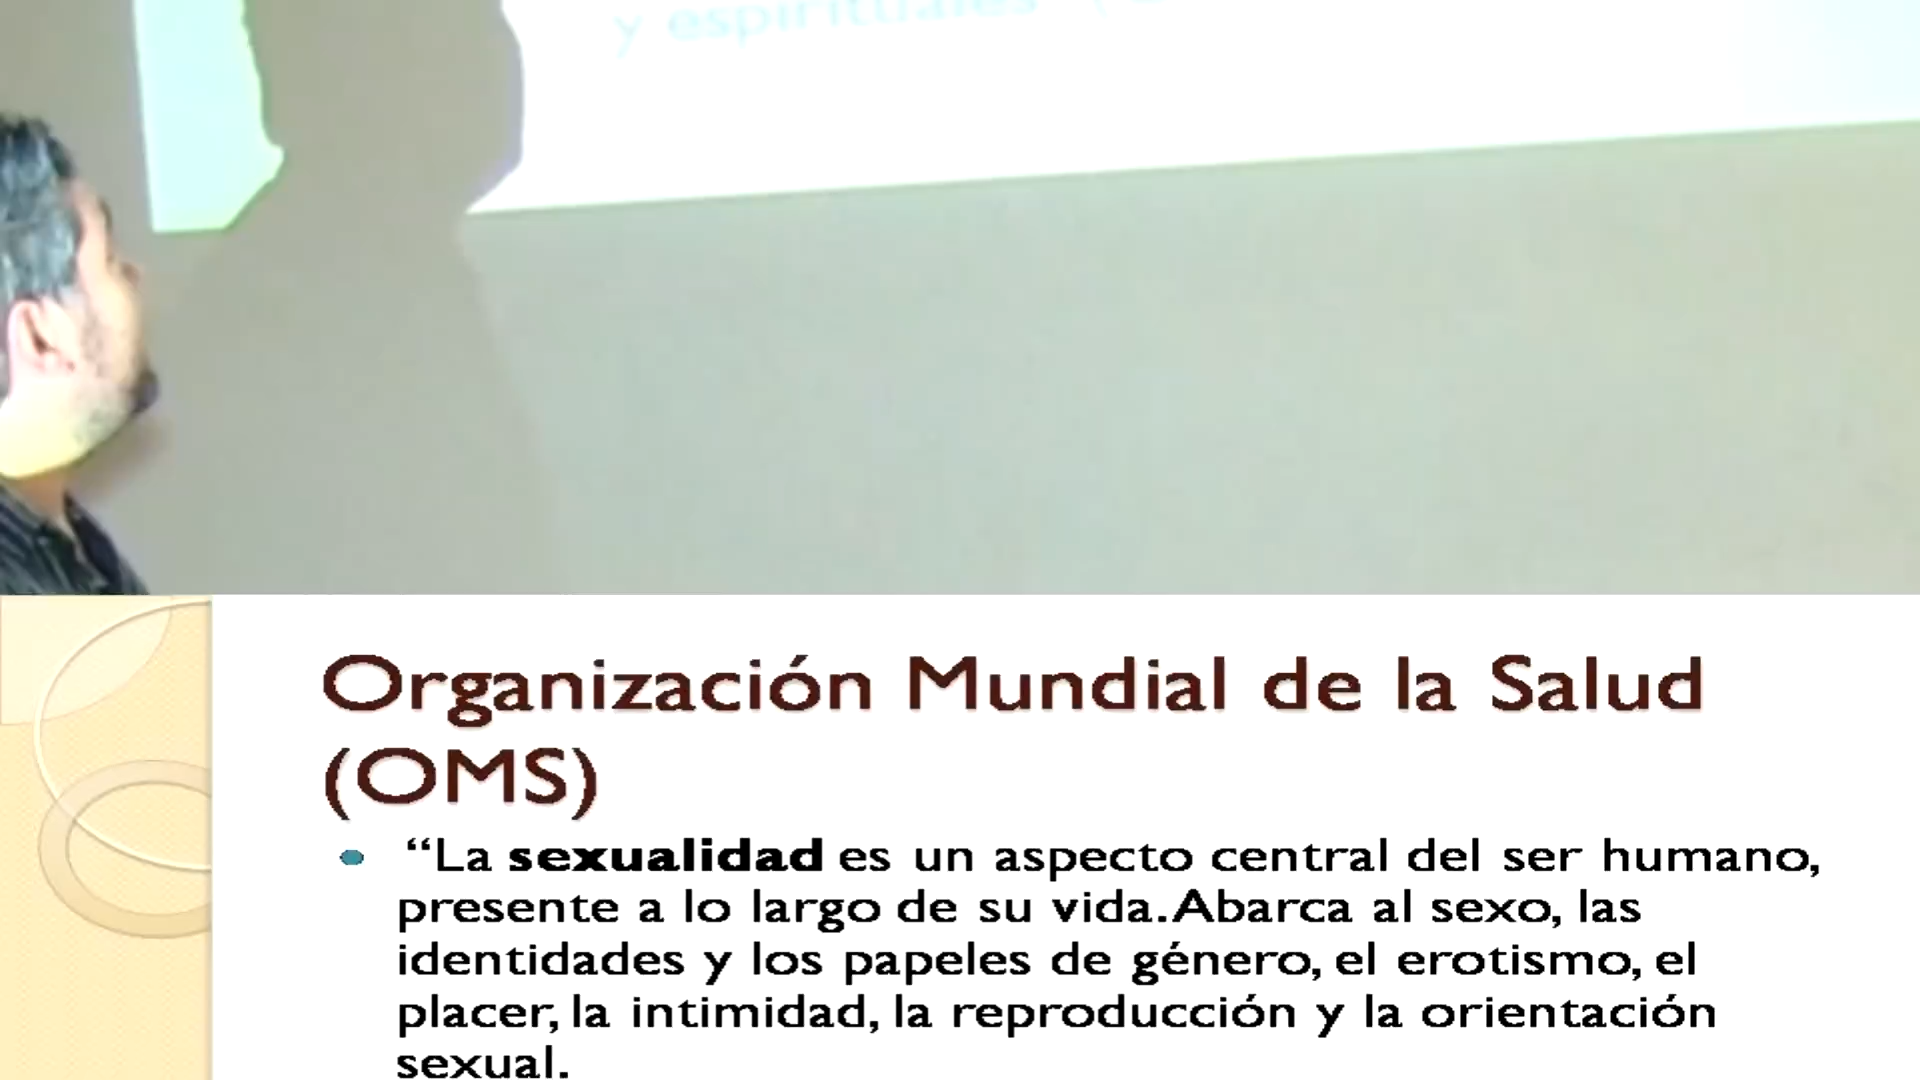 y espirituales
Organización Mundial de la Salud
(OMS)
“La sexualidad es un aspecto central del ser humano,
presente a lo largo de su vida. Abarca al sexo, las
identidades y los papeles de género, el erotismo, el
placer, la intimidad, la reproducción y la orientación
sexual.